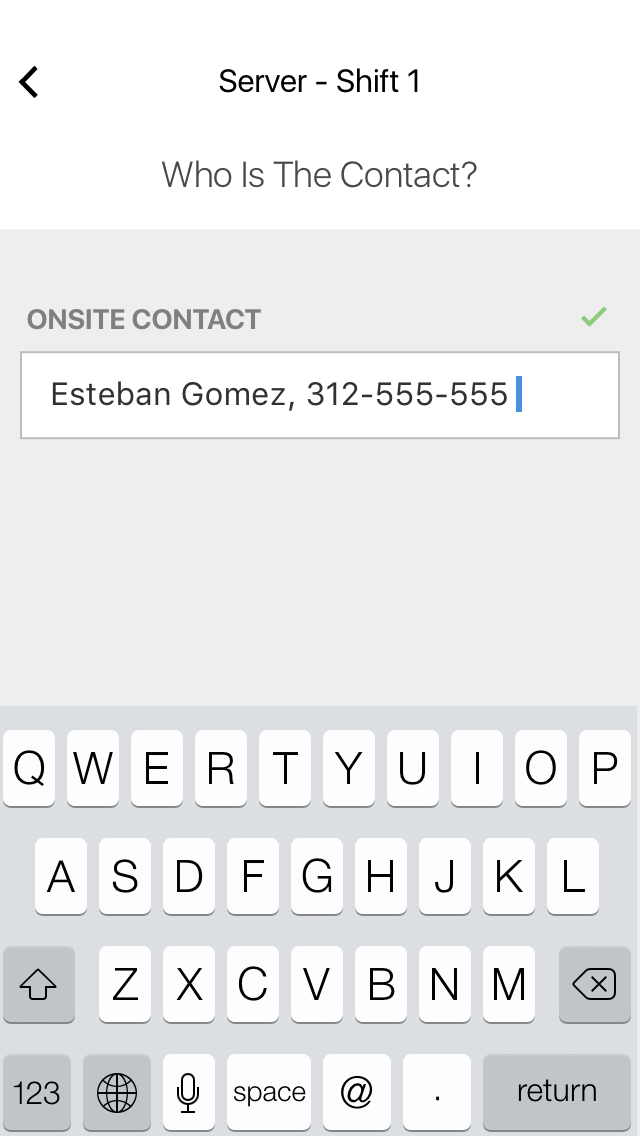 Server - Shift 1
Who Is The Contact?
ONSITE CONTACT
Esteban Gomez, 312-555-555
Q W E R T Y U I O P
A S D F G H J K L
Z X C V B N M
123 space @ . return